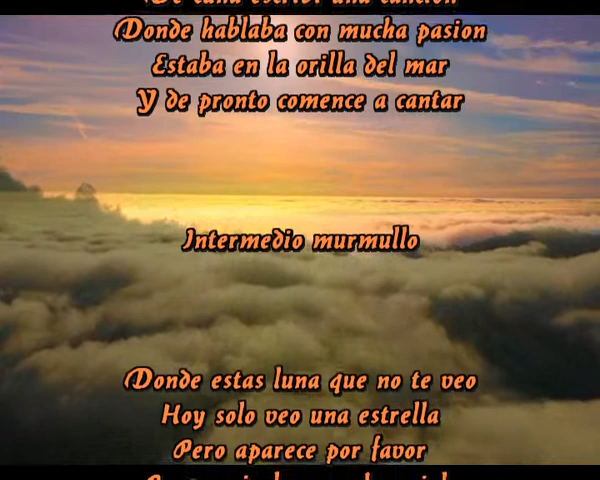 Donde hablaba con mucha pasion
Estaba en la orilla del mar
Y de pronto comence a cantar
Intermedio murmullo
Donde estas luna que no te veo
Hoy solo veo una estrella
Pero aparece por favor